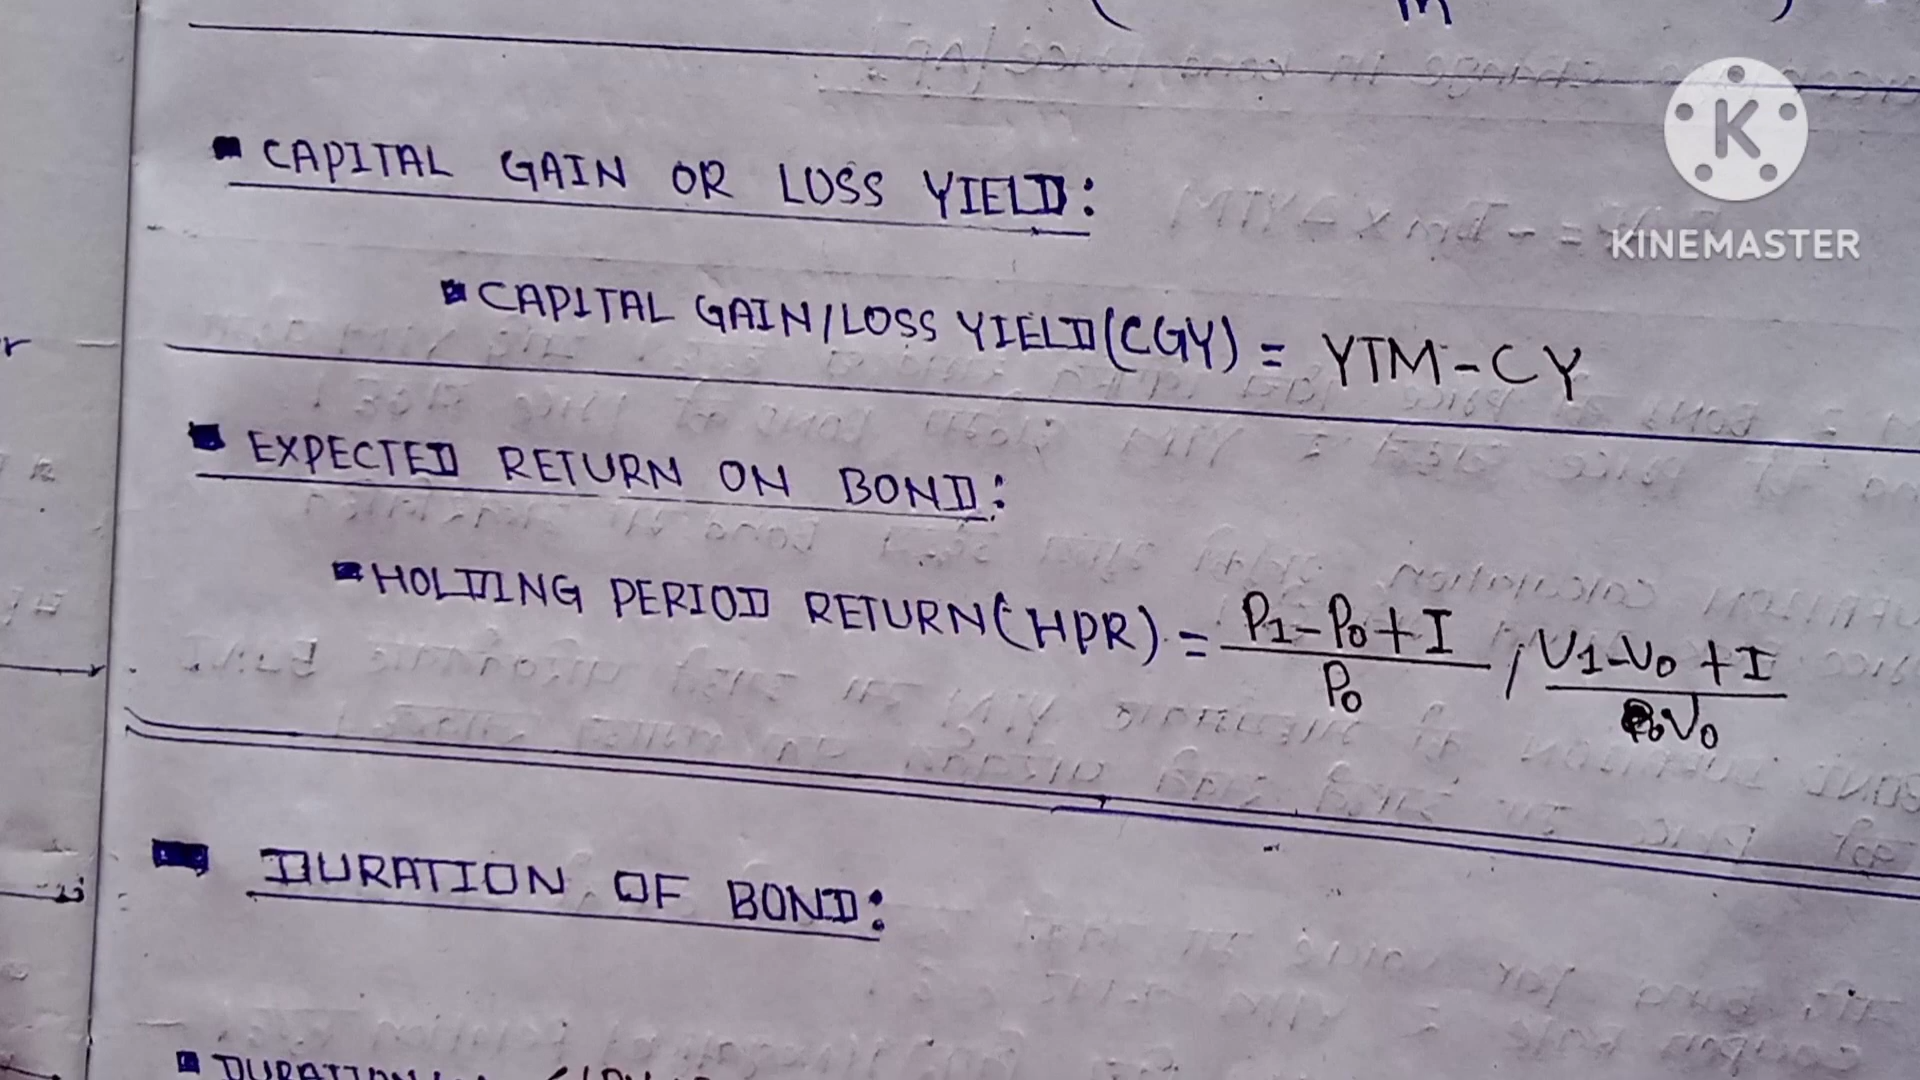 m
K
KINEMASTER
▪ CAPITAL GAIN OR LOSS YIELD:
▪ CAPITAL GAIN/LOSS YIELD(CGY) = YTM-CY
▪ EXPECTED RETURN ON BOND:
▪ HOLDING PERIOD RETURN(HPR) = P1-P0+I / P0 , V1-V0+I / V0
▬ DURATION OF BOND: